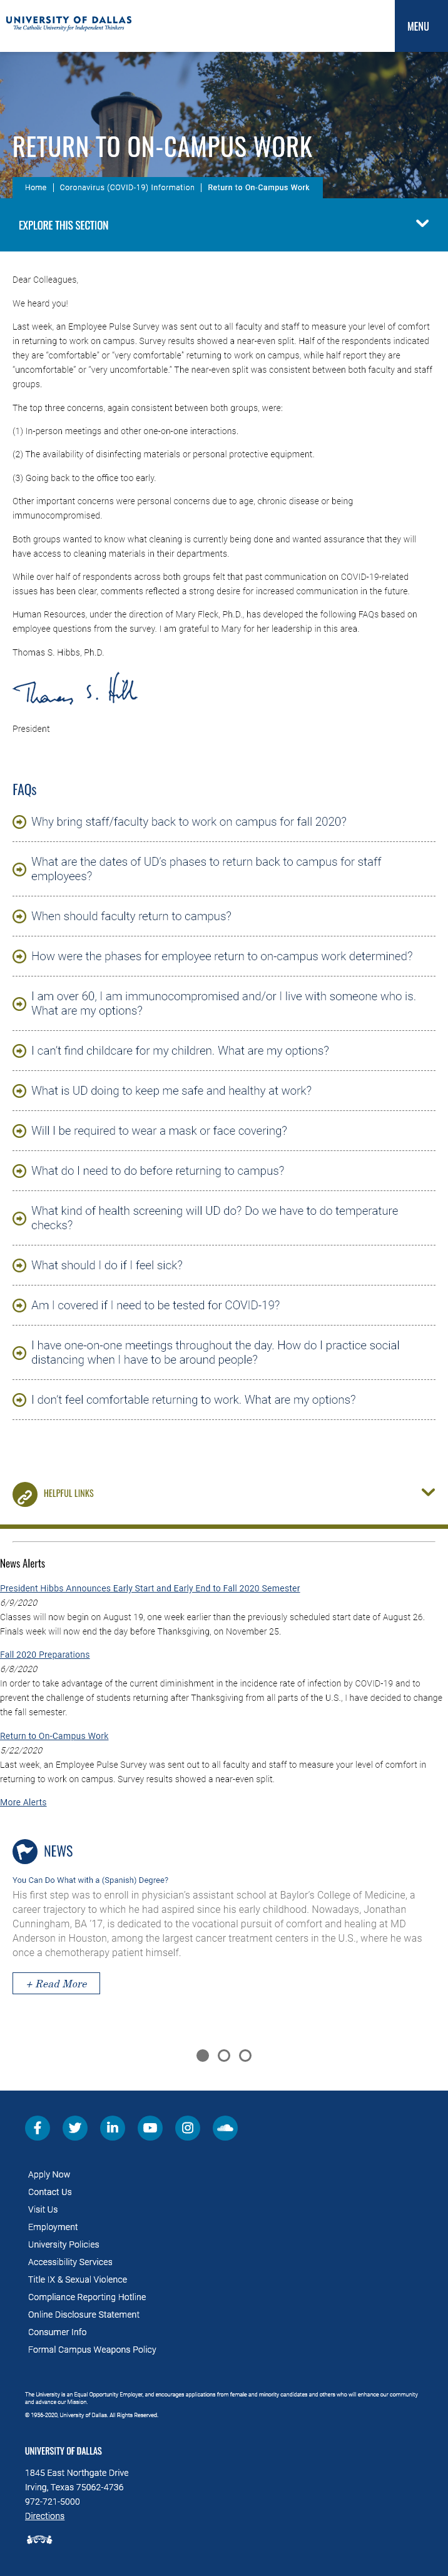 UNIVERSITY OF DALLAS
The Catholic University for Independent Thinkers
MENU
RETURN TO ON-CAMPUS WORK
Home | Coronavirus (COVID-19) Information | Return to On-Campus Work
EXPLORE THIS SECTION
Dear Colleagues,
We heard you!
Last week, an Employee Pulse Survey was sent out to all faculty and staff to measure your level of comfort
in returning to work on campus. Survey results showed a near-even split. Half of the respondents indicated
they are “comfortable” or “very comfortable” returning to work on campus, while half report they are
“uncomfortable” or “very uncomfortable.” The near-even split was consistent between both faculty and staff
groups.
The top three concerns, again consistent between both groups, were:
(1) In-person meetings and other one-on-one interactions.
(2) The availability of disinfecting materials or personal protective equipment.
(3) Going back to the office too early.
Other important concerns were personal concerns due to age, chronic disease or being
immunocompromised.
Both groups wanted to know what cleaning is currently being done and wanted assurance that they will
have access to cleaning materials in their departments.
While over half of respondents across both groups felt that past communication on COVID-19-related
issues has been clear, comments reflected a strong desire for increased communication in the future.
Human Resources, under the direction of Mary Fleck, Ph.D., has developed the following FAQs based on
employee questions from the survey. I am grateful to Mary for her leadership in this area.
Thomas S. Hibbs, Ph.D.
Thomas S. Hibbs
President
FAQs
Why bring staff/faculty back to work on campus for fall 2020?
What are the dates of UD’s phases to return back to campus for staff
employees?
When should faculty return to campus?
How were the phases for employee return to on-campus work determined?
I am over 60, I am immunocompromised and/or I live with someone who is.
What are my options?
I can’t find childcare for my children. What are my options?
What is UD doing to keep me safe and healthy at work?
Will I be required to wear a mask or face covering?
What do I need to do before returning to campus?
What kind of health screening will UD do? Do we have to do temperature
checks?
What should I do if I feel sick?
Am I covered if I need to be tested for COVID-19?
I have one-on-one meetings throughout the day. How do I practice social
distancing when I have to be around people?
I don’t feel comfortable returning to work. What are my options?
HELPFUL LINKS
News Alerts
President Hibbs Announces Early Start and Early End to Fall 2020 Semester
6/9/2020
Classes will now begin on August 19, one week earlier than the previously scheduled start date of August 26.
Finals week will now end the day before Thanksgiving, on November 25.
Fall 2020 Preparations
6/8/2020
In order to take advantage of the current diminishment in the incidence rate of infection by COVID-19 and to
prevent the challenge of students returning after Thanksgiving from all parts of the U.S., I have decided to change
the fall semester.
Return to On-Campus Work
5/22/2020
Last week, an Employee Pulse Survey was sent out to all faculty and staff to measure your level of comfort in
returning to work on campus. Survey results showed a near-even split.
More Alerts
NEWS
You Can Do What with a (Spanish) Degree?
His first step was to enroll in physician's assistant school at Baylor's College of Medicine, a
career trajectory to which he had aspired since his early childhood. Nowadays, Jonathan
Cunningham, BA '17, is dedicated to the vocational pursuit of comfort and healing at MD
Anderson in Houston, among the largest cancer treatment centers in the U.S., where he was
once a chemotherapy patient himself.
+ Read More
Apply Now
Contact Us
Visit Us
Employment
University Policies
Accessibility Services
Title IX & Sexual Violence
Compliance Reporting Hotline
Online Disclosure Statement
Consumer Info
Formal Campus Weapons Policy
The University is an Equal Opportunity Employer, and encourages applications from female and minority candidates and others who will enhance our community
and advance our Mission.
© 1956-2020, University of Dallas. All Rights Reserved.
UNIVERSITY OF DALLAS
1845 East Northgate Drive
Irving, Texas 75062-4736
972-721-5000
Directions